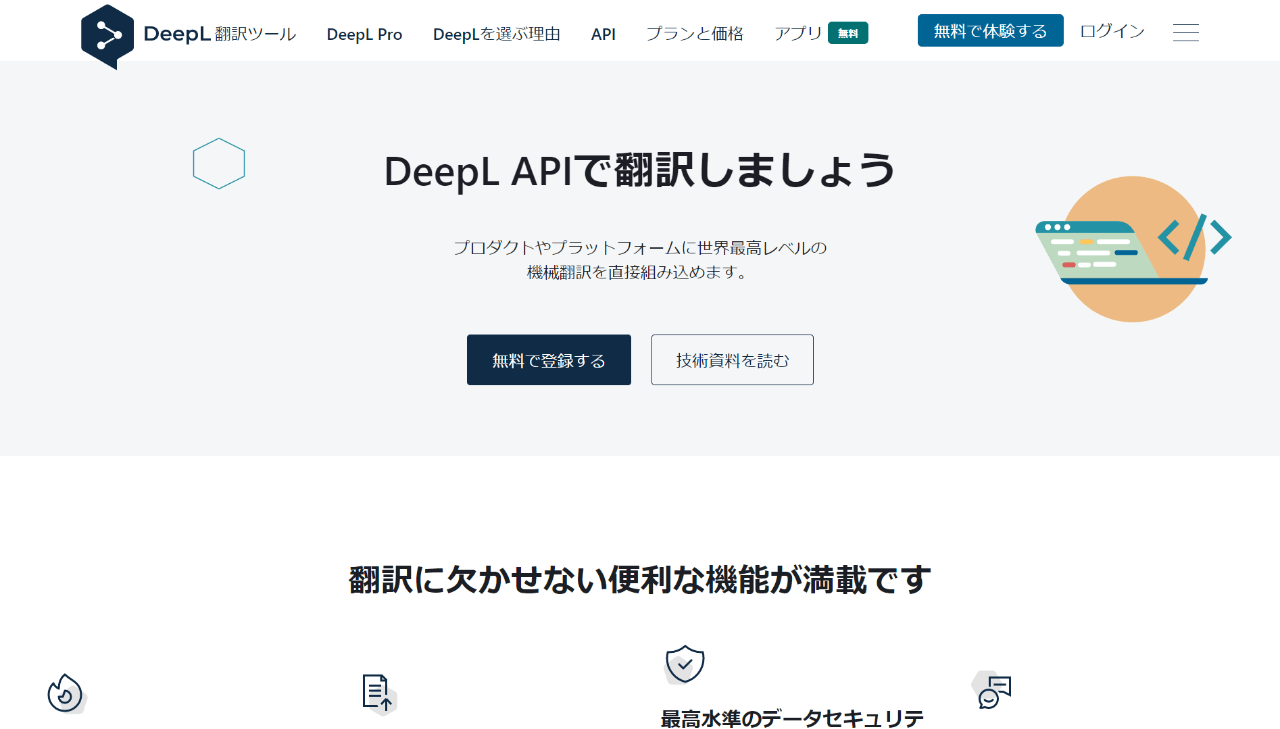 DeepL 翻訳ツール DeepL Pro DeepLを選ぶ理由 API プランと価格 アプリ 無料 無料で体験する ログイン
DeepL APIで翻訳しましょう
プロダクトやプラットフォームに世界最高レベルの
機械翻訳を直接組み込めます。
無料で登録する 技術資料を読む
翻訳に欠かせない便利な機能が満載です
最高水準のデータセキュリテ